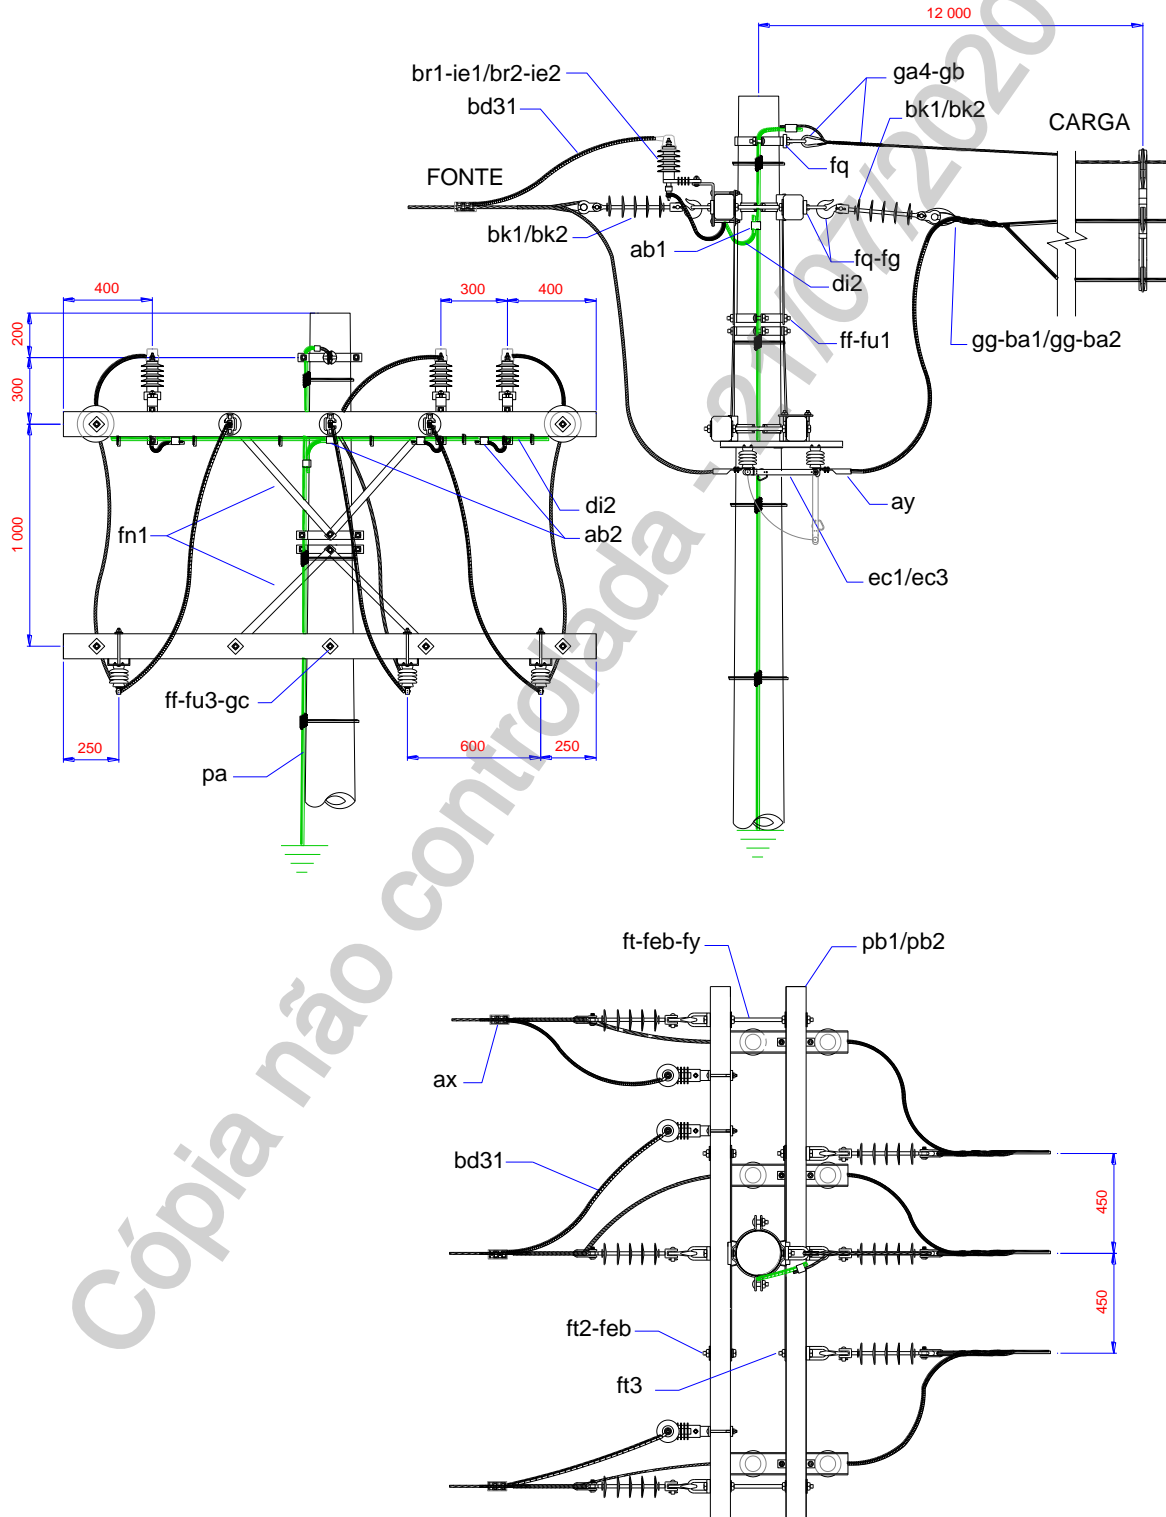 12 000
br1-ie1/br2-ie2
ga4-gb
bd31
bk1/bk2
CARGA
fq
FONTE
bk1/bk2
ab1
fq-fg
di2
400
300
400
200
ff-fu1
gg-ba1/gg-ba2
300
1 000
fn1
di2
ab2
ay
ec1/ec3
ff-fu3-gc
250
600
250
pa
ft-feb-fy
pb1/pb2
ax
bd31
450
450
ft2-feb
ft3
Cópia não controlada - 21/07/2020